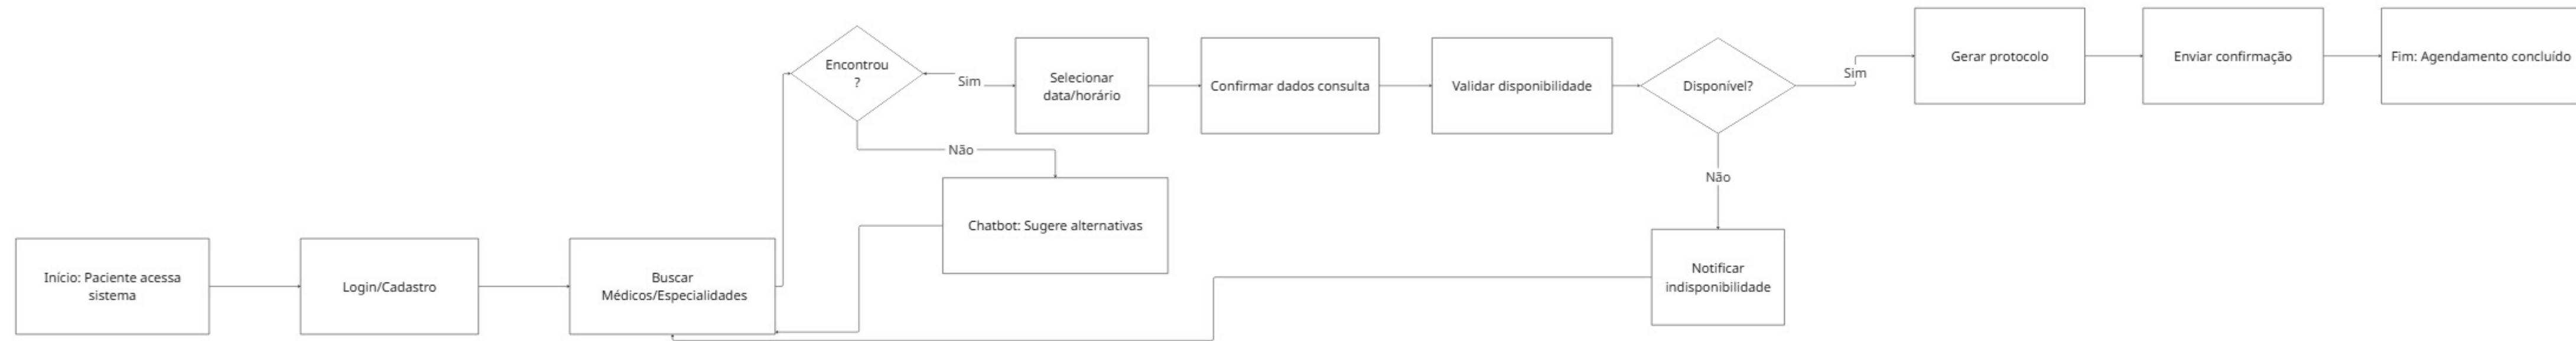 Início: Paciente acessa
sistema
Login/Cadastro
Buscar
Médicos/Especialidades
Encontrou
?
Sim
Não
Chatbot: Sugere alternativas
Selecionar
data/horário
Confirmar dados consulta
Validar disponibilidade
Disponível?
Sim
Não
Notificar
indisponibilidade
Gerar protocolo
Enviar confirmação
Fim: Agendamento concluído